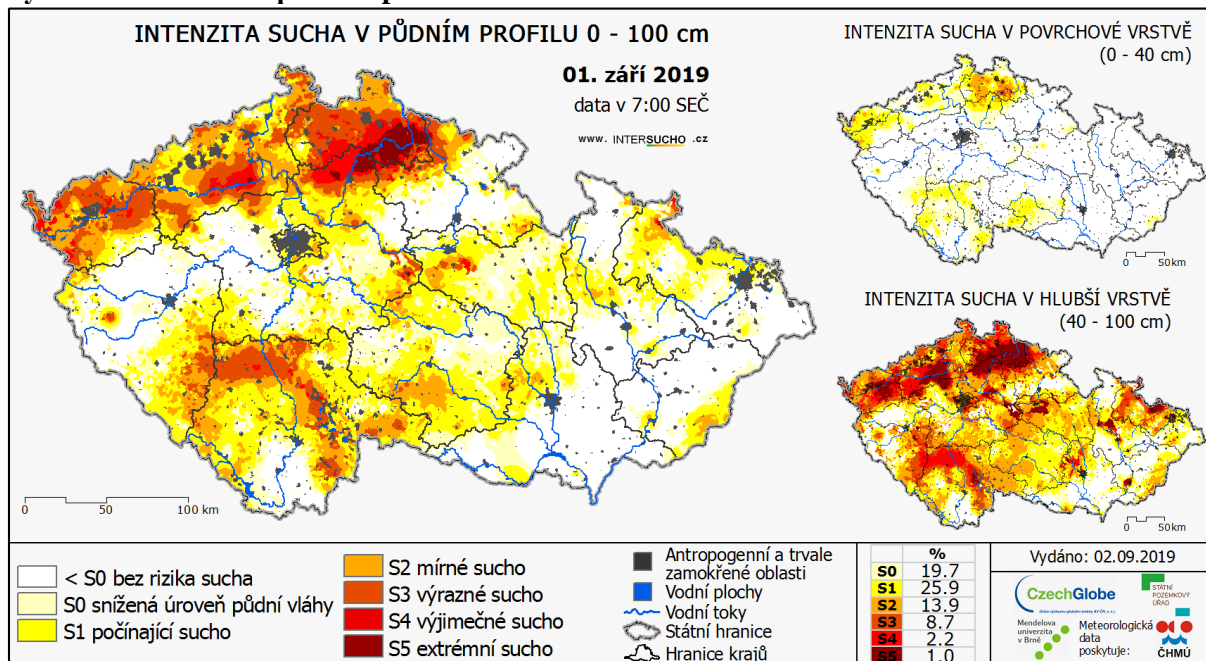 INTENZITA SUCHA V PŮDNÍM PROFILU 0 - 100 cm
01. září 2019
data v 7:00 SEČ
www. INTERSUCHO .cz
0 50 100 km
INTENZITA SUCHA V POVRCHOVÉ VRSTVĚ
(0 - 40 cm)
0 50km
INTENZITA SUCHA V HLUBŠÍ VRSTVĚ
(40 - 100 cm)
0 50km
< S0 bez rizika sucha
S0 snížená úroveň půdní vláhy
S1 počínající sucho
S2 mírné sucho
S3 výrazné sucho
S4 výjimečné sucho
S5 extrémní sucho
Antropogenní a trvale
zamokřené oblasti
Vodní plochy
Vodní toky
Státní hranice
Hranice krajů
%
S0 19.7
S1 25.9
S2 13.9
S3 8.7
S4 2.2
S5 1.0
Vydáno: 02.09.2019
CzechGlobe
STÁTNÍ
POZEMKOVÝ
ÚŘAD
Mendelova
univerzita
v Brně
Meteorologická
data
poskytuje:
ČHMÚ